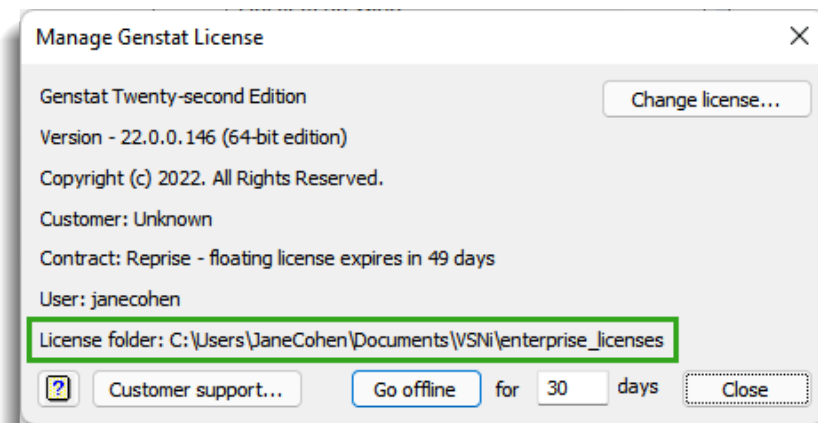 Manage Genstat License
Genstat Twenty-second Edition
Change license...
Version - 22.0.0.146 (64-bit edition)
Copyright (c) 2022. All Rights Reserved.
Customer: Unknown
Contract: Reprise - floating license expires in 49 days
User: janecohen
License folder: C:\Users\JaneCohen\Documents\VSNi\enterprise_licenses
? Customer support... Go offline for 30 days Close